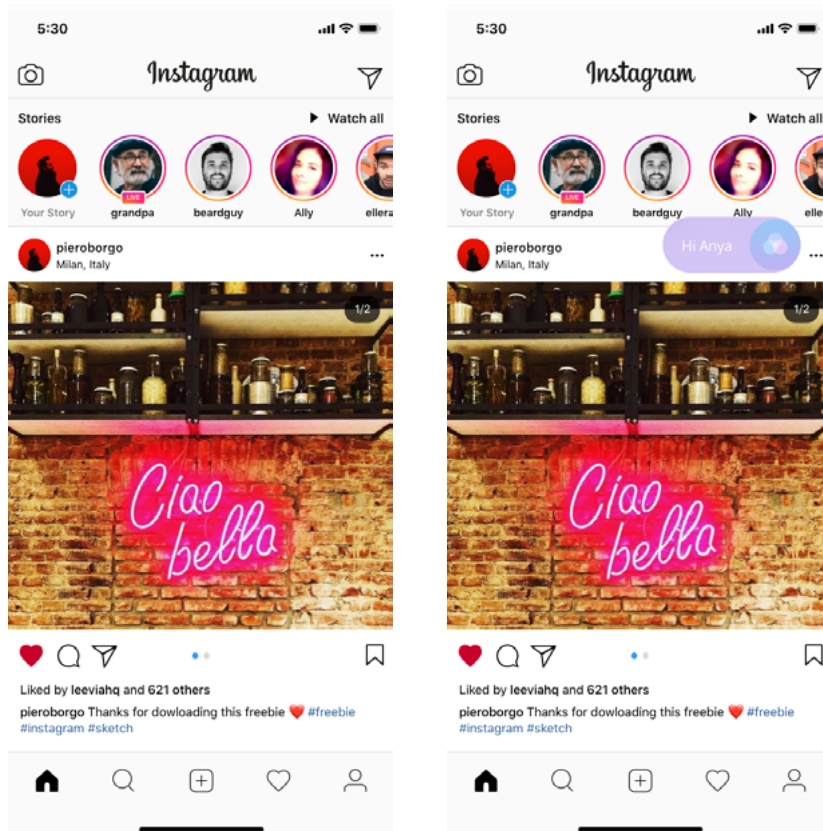 5:30
Instagram
Stories
Watch all
LIVE
Your Story
grandpa
beardguy
Ally
ellera
pieroborgo
Milan, Italy
1/2
Ciao
bella
Liked by leeviahq and 621 others
pieroborgo Thanks for dowloading this freebie ❤️ #freebie
#instagram #sketch
5:30
Instagram
Stories
Watch all
LIVE
Your Story
grandpa
beardguy
Ally
elle
pieroborgo
Milan, Italy
Hi Anya
1/2
Ciao
bella
Liked by leeviahq and 621 others
pieroborgo Thanks for dowloading this freebie ❤️ #freebie
#instagram #sketch